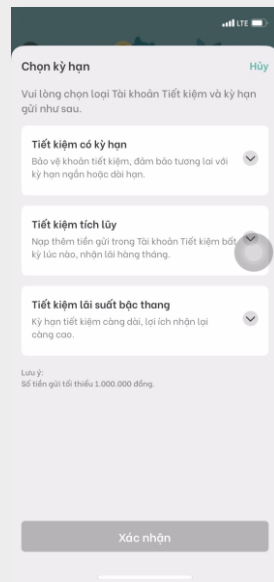 LTE
Chọn kỳ hạn
Hủy
Vui lòng chọn loại Tài khoản Tiết kiệm và kỳ hạn
gửi như sau.
Tiết kiệm có kỳ hạn
Bảo vệ khoản tiết kiệm, đảm bảo tương lai với
kỳ hạn ngắn hoặc dài hạn.
Tiết kiệm tích lũy
Nạp thêm tiền gửi trong Tài khoản Tiết kiệm bất
kỳ lúc nào, nhận lãi hàng tháng.
Tiết kiệm lãi suất bậc thang
Kỳ hạn tiết kiệm càng dài, lợi ích nhận lại
càng cao.
Lưu ý:
Số tiền gửi tối thiểu 1.000.000 đồng.
Xác nhận